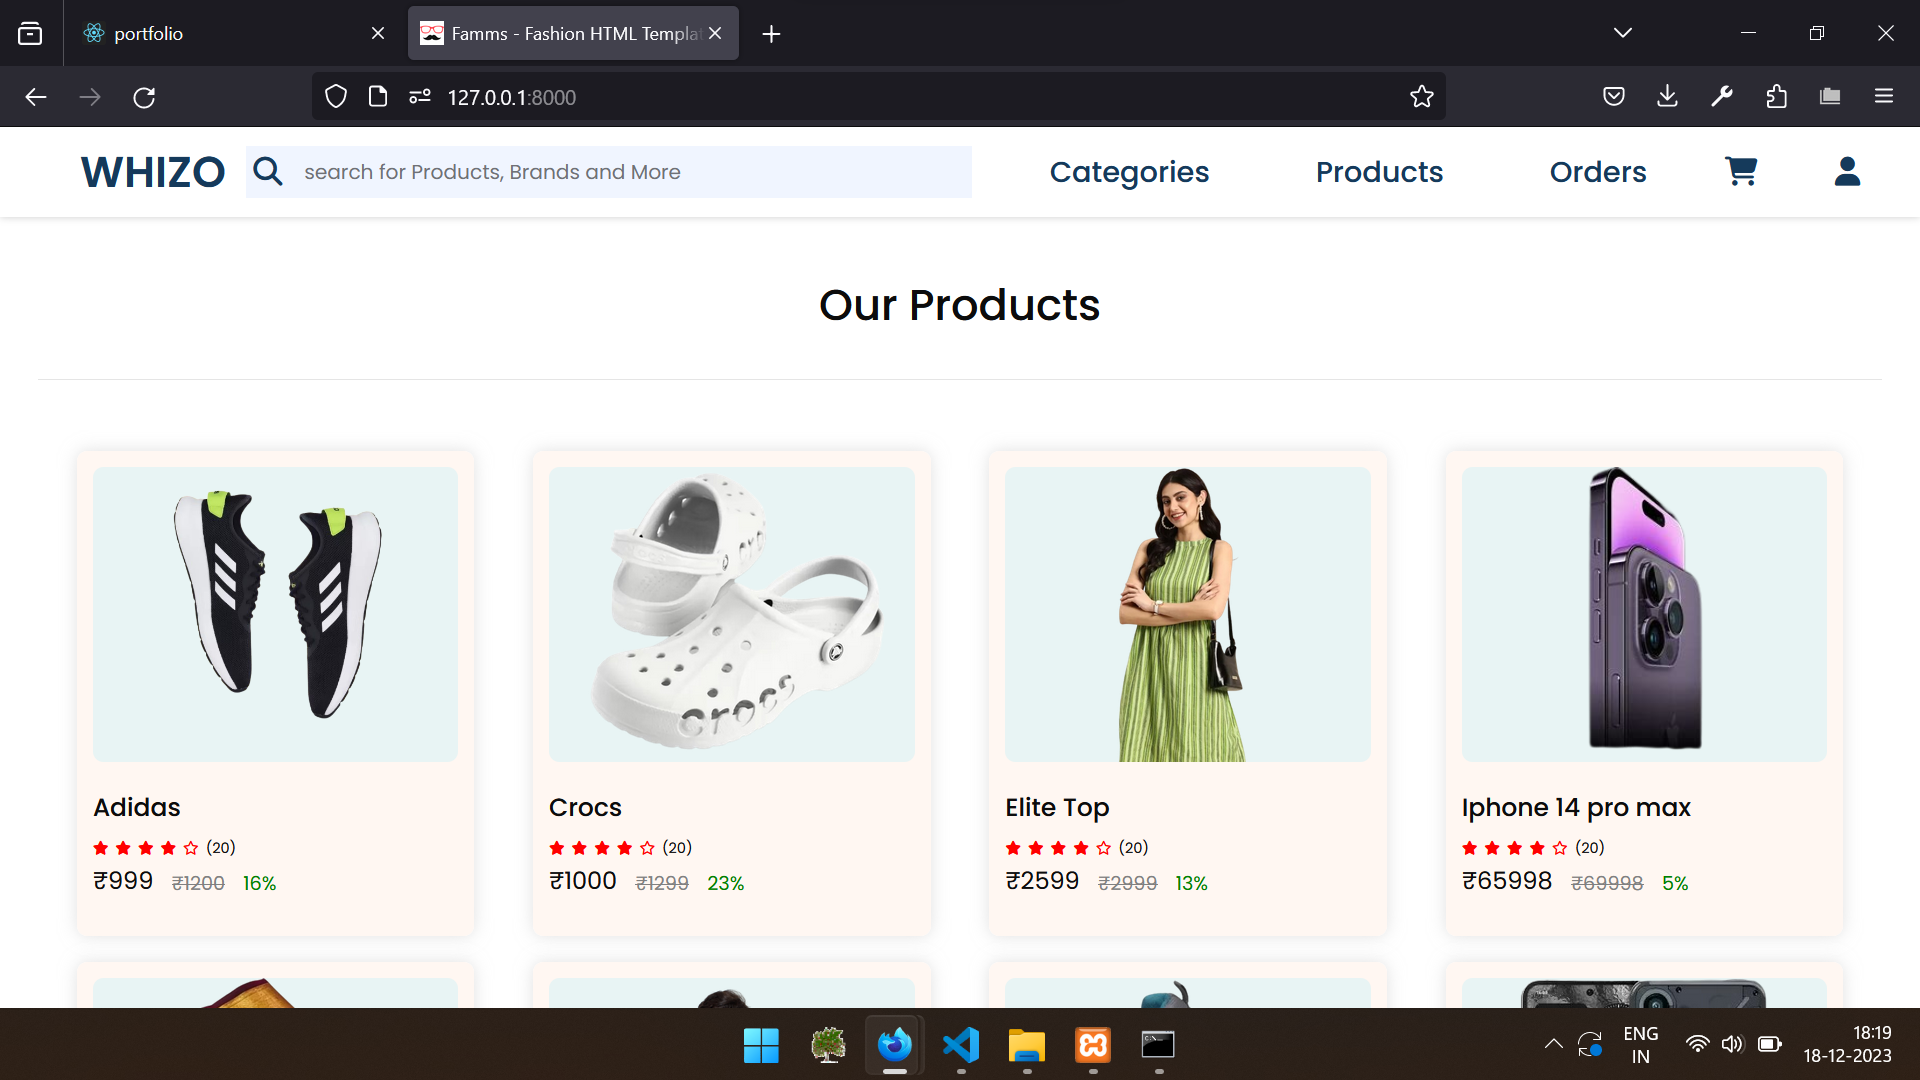 portfolio
Famms - Fashion HTML Templa
127.0.0.1:8000
WHIZO
search for Products, Brands and More
Categories
Products
Orders
Our Products
crocs
Adidas
(20)
₹999 ₹1200 16%
Crocs
(20)
₹1000 ₹1299 23%
Elite Top
(20)
₹2599 ₹2999 13%
Iphone 14 pro max
(20)
₹65998 ₹69998 5%
ENG
IN
18:19
18-12-2023